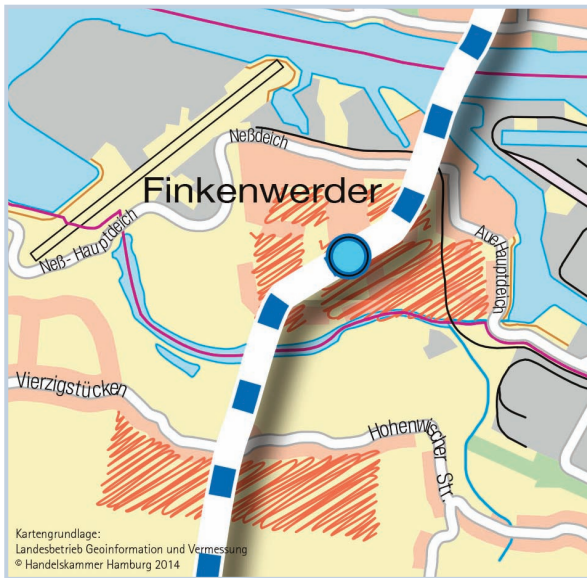 Neßdeich
Finkenwerder
Neß-Hauptdeich
Aue Hauptdeich
Vierzigstücken
Hohenwischer Str.
Kartengrundlage:
Landesbetrieb Geoinformation und Vermessung
© Handelskammer Hamburg 2014